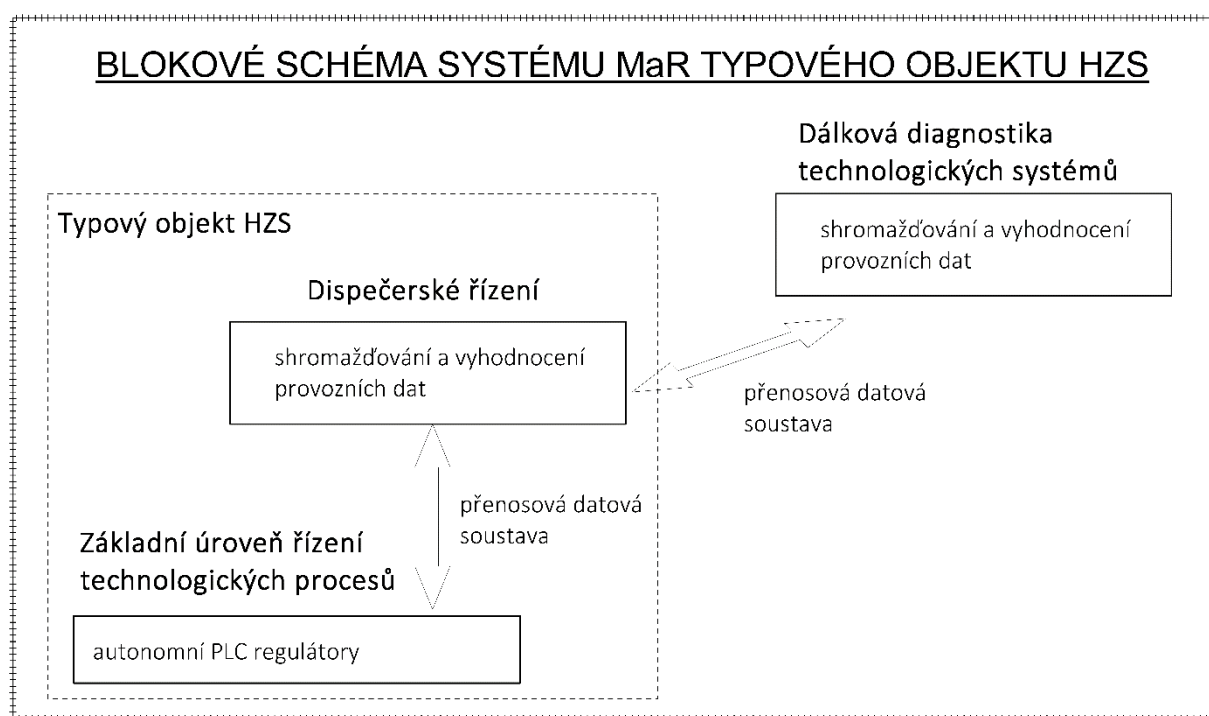 BLOKOVÉ SCHÉMA SYSTÉMU MaR TYPOVÉHO OBJEKTU HZS
Dálková diagnostika
technologických systémů
shromažďování a vyhodnocení
provozních dat
Typový objekt HZS
Dispečerské řízení
shromažďování a vyhodnocení
provozních dat
přenosová datová
soustava
přenosová datová
soustava
Základní úroveň řízení
technologických procesů
autonomní PLC regulátory